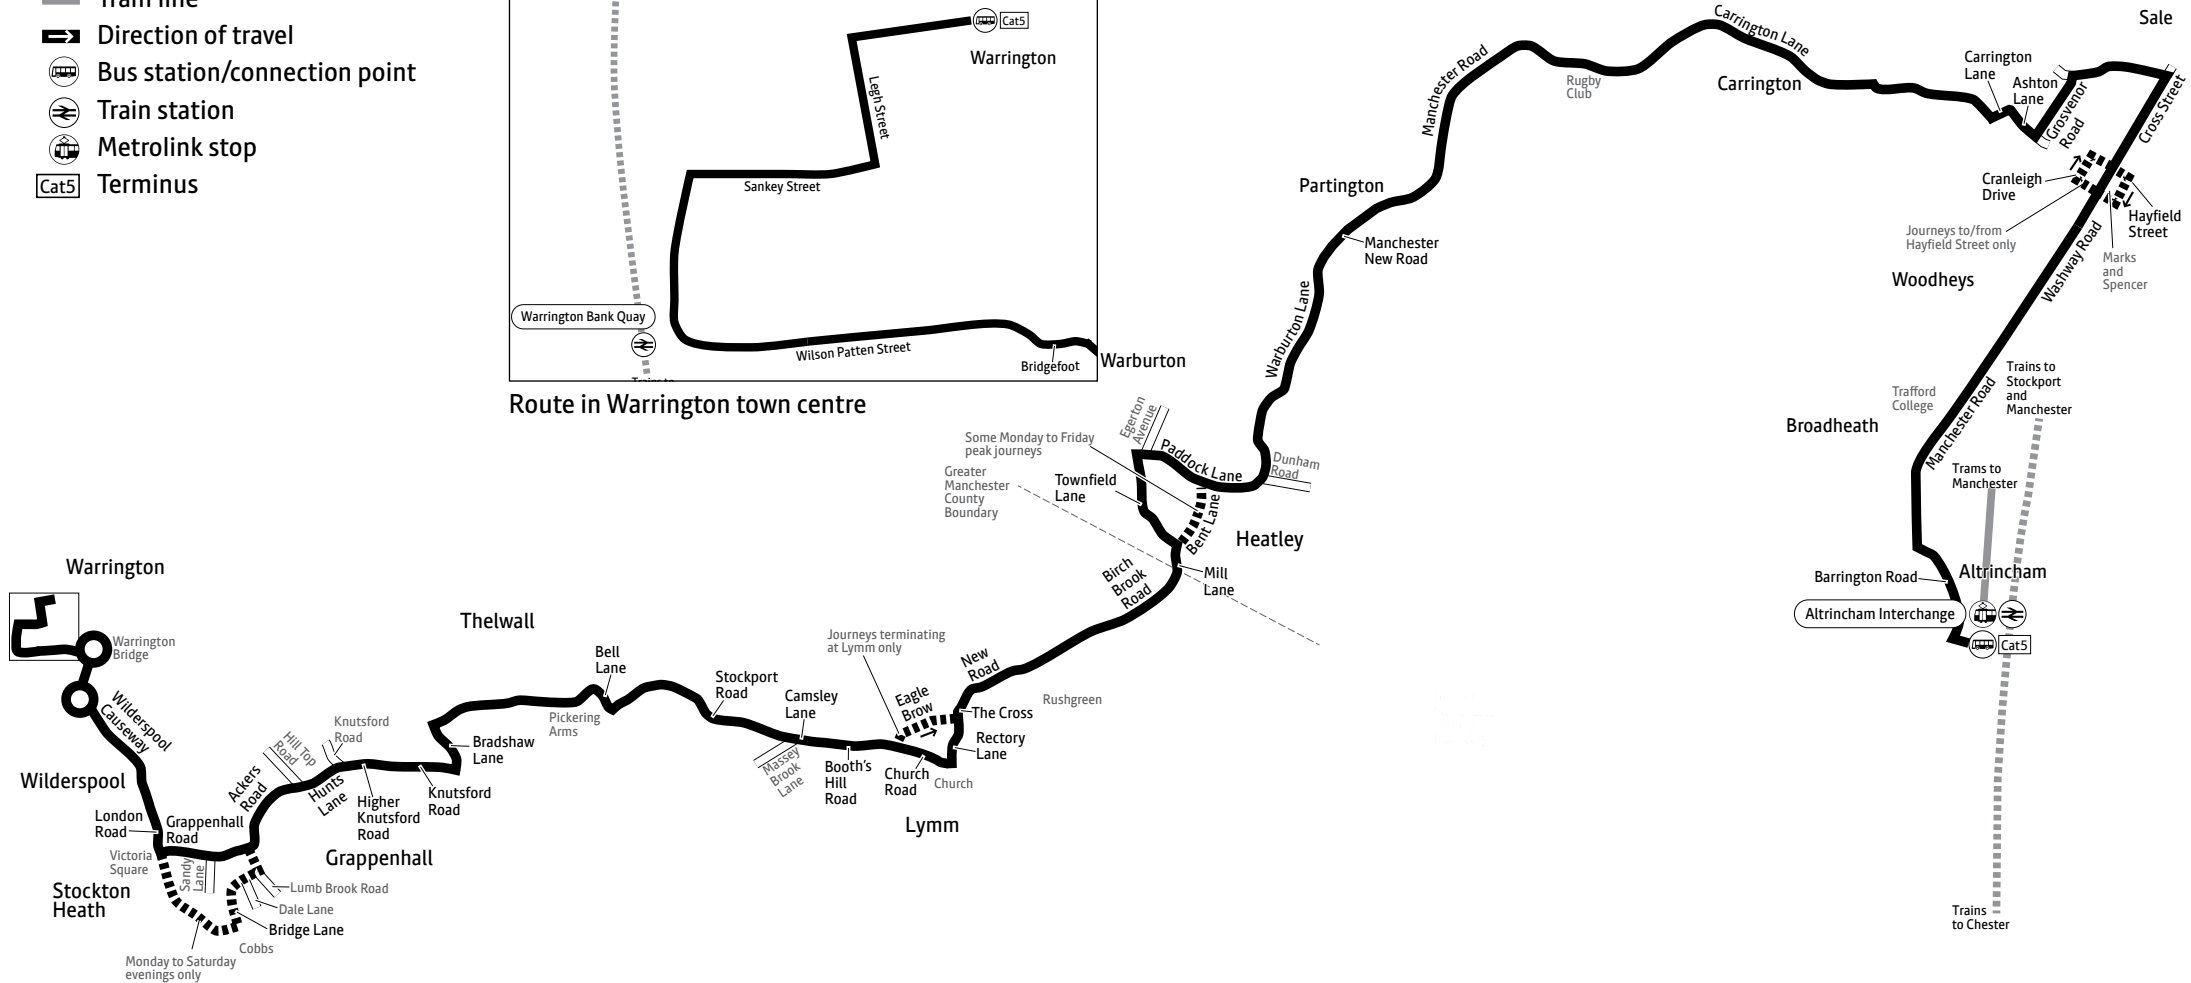 Tram line
Direction of travel
Bus station/connection point
Train station
Metrolink stop
Cat5 Terminus
Cat5
Warrington
Legh Street
Sankey Street
Warrington Bank Quay
Wilson Patten Street
Bridgefoot
Trains to
Route in Warrington town centre
Sale
Carrington Lane
Carrington
Lane
Ashton
Lane
Grosvenor
Road
Cross Street
Manchester Road
Rugby
Club
Carrington
Cranleigh
Drive
Hayfield
Street
Journeys to/from
Hayfield Street only
Marks
and
Spencer
Washway Road
Woodheys
Partington
Manchester
New Road
Warburton Lane
Warburton
Trains to
Stockport
and
Manchester
Trafford
College
Manchester Road
Broadheath
Trams to
Manchester
Egerton
Avenue
Some Monday to Friday
peak journeys
Paddock Lane
Dunham
Road
Greater
Manchester
County
Boundary
Townfield
Lane
Bent Lane
Heatley
Birch
Brook
Road
Mill
Lane
Barrington Road
Altrincham
Altrincham Interchange
Cat5
Warrington
Warrington
Bridge
Thelwall
Journeys terminating
at Lymm only
Bell
Lane
New
Road
Stockport
Road
Camsley
Lane
Eagle
Brow
Rushgreen
The Cross
Wilderspool
Causeway
Pickering
Arms
Knutsford
Road
Hill Top
Road
Bradshaw
Lane
Rectory
Lane
Massey
Brook
Lane
Booth's
Hill
Road
Church
Road
Church
Wilderspool
Ackers
Road
Hunts
Lane
Higher
Knutsford
Road
Knutsford
Road
Lymm
London
Road
Grappenhall
Road
Victoria
Square
Sandy
Lane
Grappenhall
Stockton
Heath
Lumb Brook Road
Dale Lane
Bridge Lane
Cobbs
Monday to Saturday
evenings only
Trains
to Chester